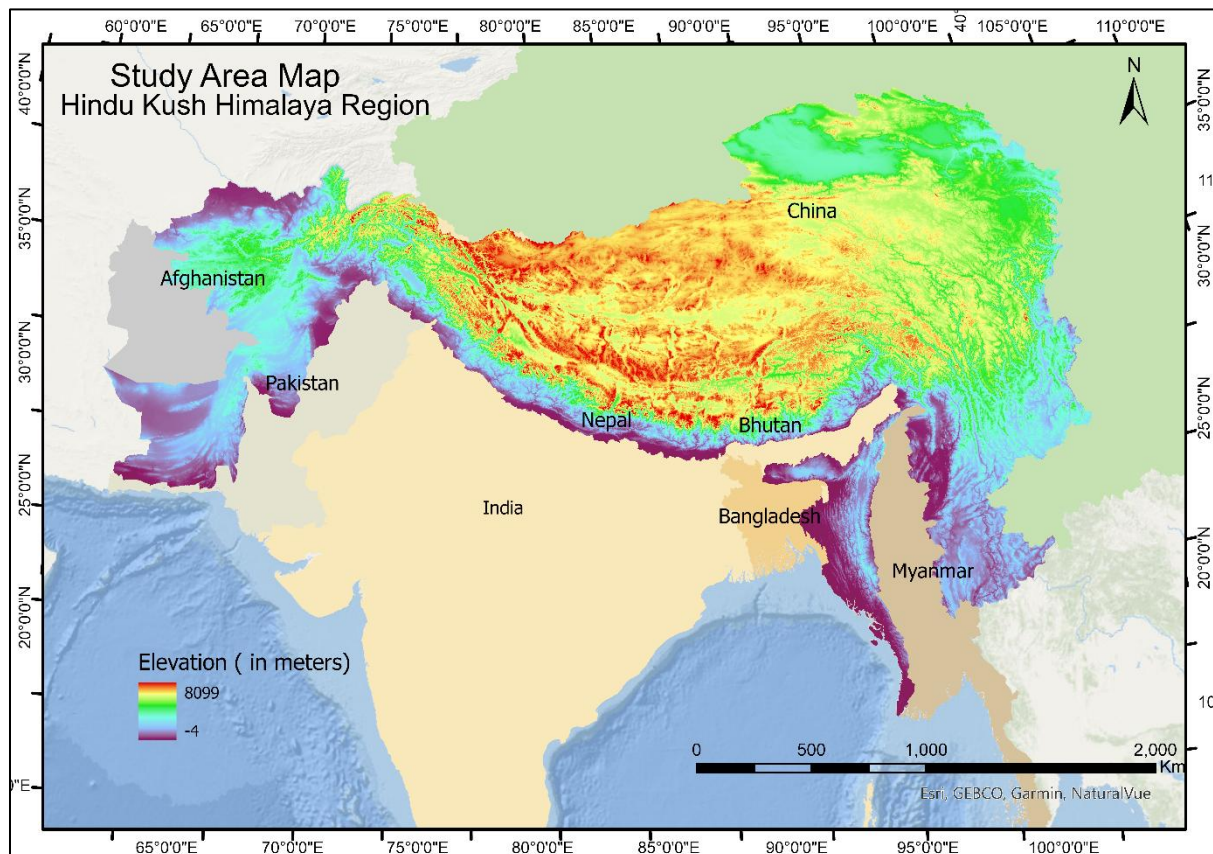 60°0'0"E 65°0'0"E 70°0'0"E 75°0'0"E 80°0'0"E 85°0'0"E 90°0'0"E 95°0'0"E 100°0'0"E 40° 105°0'0"E 110°0'0"E
Study Area Map
Hindu Kush Himalaya Region
N
40°0'0"N
35°0'0"N
30°0'0"N
25°0'0"N
20°0'0"N
0"E
35°0'0"N
11
30°0'0"N
25°0'0"N
20°0'0"N
10
China
Afghanistan
Pakistan
Nepal
Bhutan
India
Bangladesh
Myanmar
Elevation ( in meters)
8099
-4
0 500 1,000 2,000
Km
Esri, GEBCO, Garmin, NaturalVue
65°0'0"E 70°0'0"E 75°0'0"E 80°0'0"E 85°0'0"E 90°0'0"E 95°0'0"E 100°0'0"E